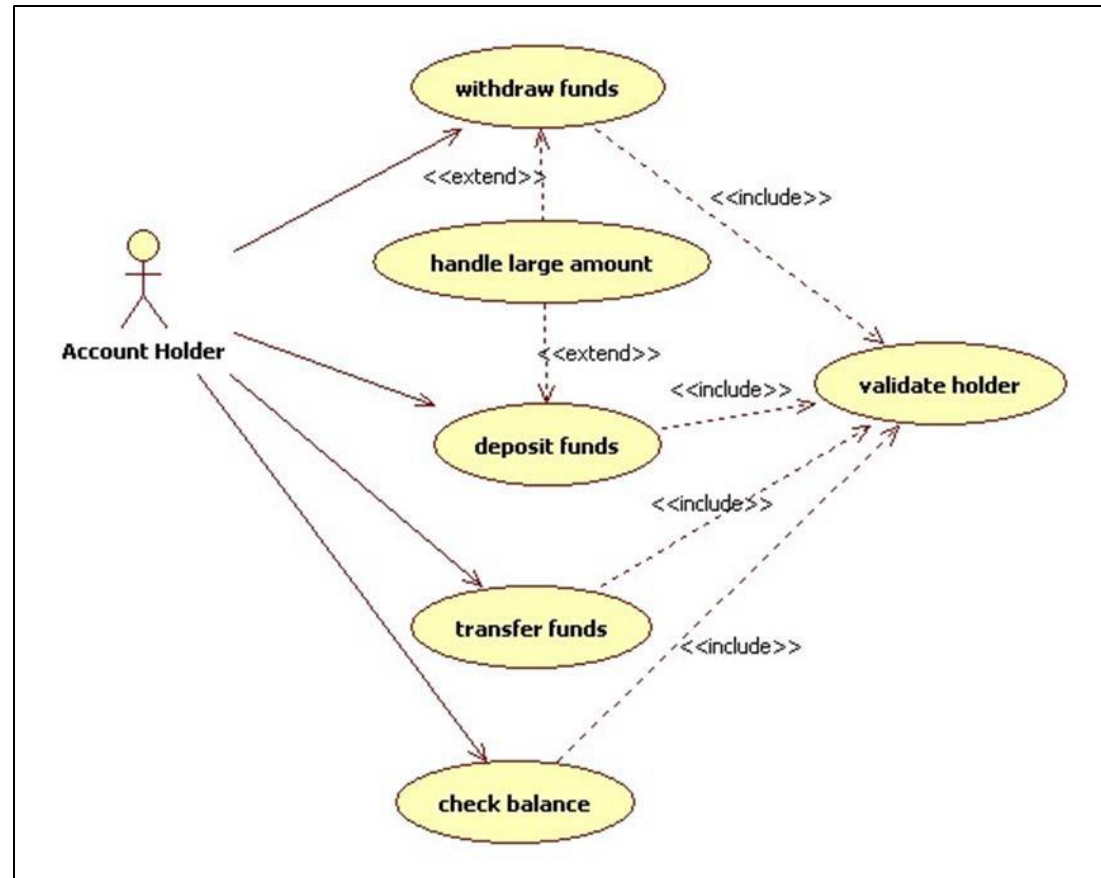 withdraw funds
<<extend>>
<<include>>
handle large amount
Account Holder
<<extend>>
validate holder
<<include>>
deposit funds
<<include>>
transfer funds
<<include>>
check balance